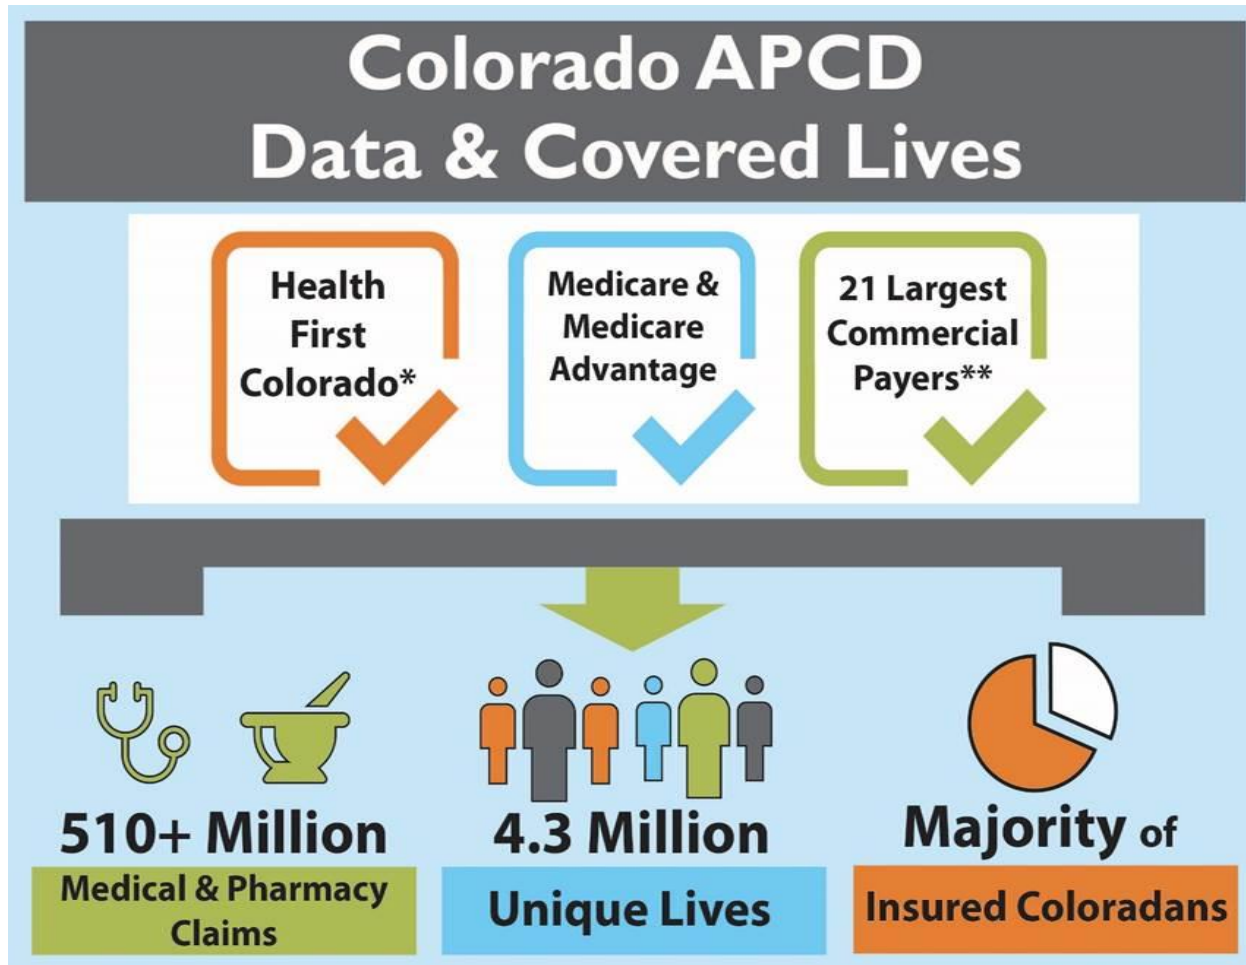 Colorado APCD
Data & Covered Lives
Health
First
Colorado*
Medicare &
Medicare
Advantage
21 Largest
Commercial
Payers**
510+ Million
Medical & Pharmacy
Claims
4.3 Million
Unique Lives
Majority of
Insured Coloradans